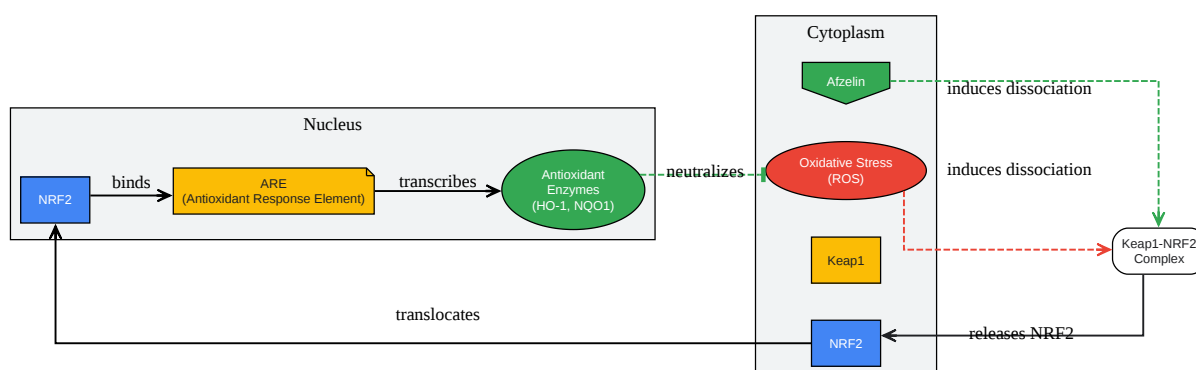 Cytoplasm
Afzelin
induces dissociation
Nucleus
Oxidative Stress
(ROS)
induces dissociation
neutralizes
Antioxidant
Enzymes
(HO-1, NQO1)
transcribes
ARE
(Antioxidant Response Element)
binds
NRF2
Keap1
Keap1-NRF2
Complex
translocates
NRF2
releases NRF2